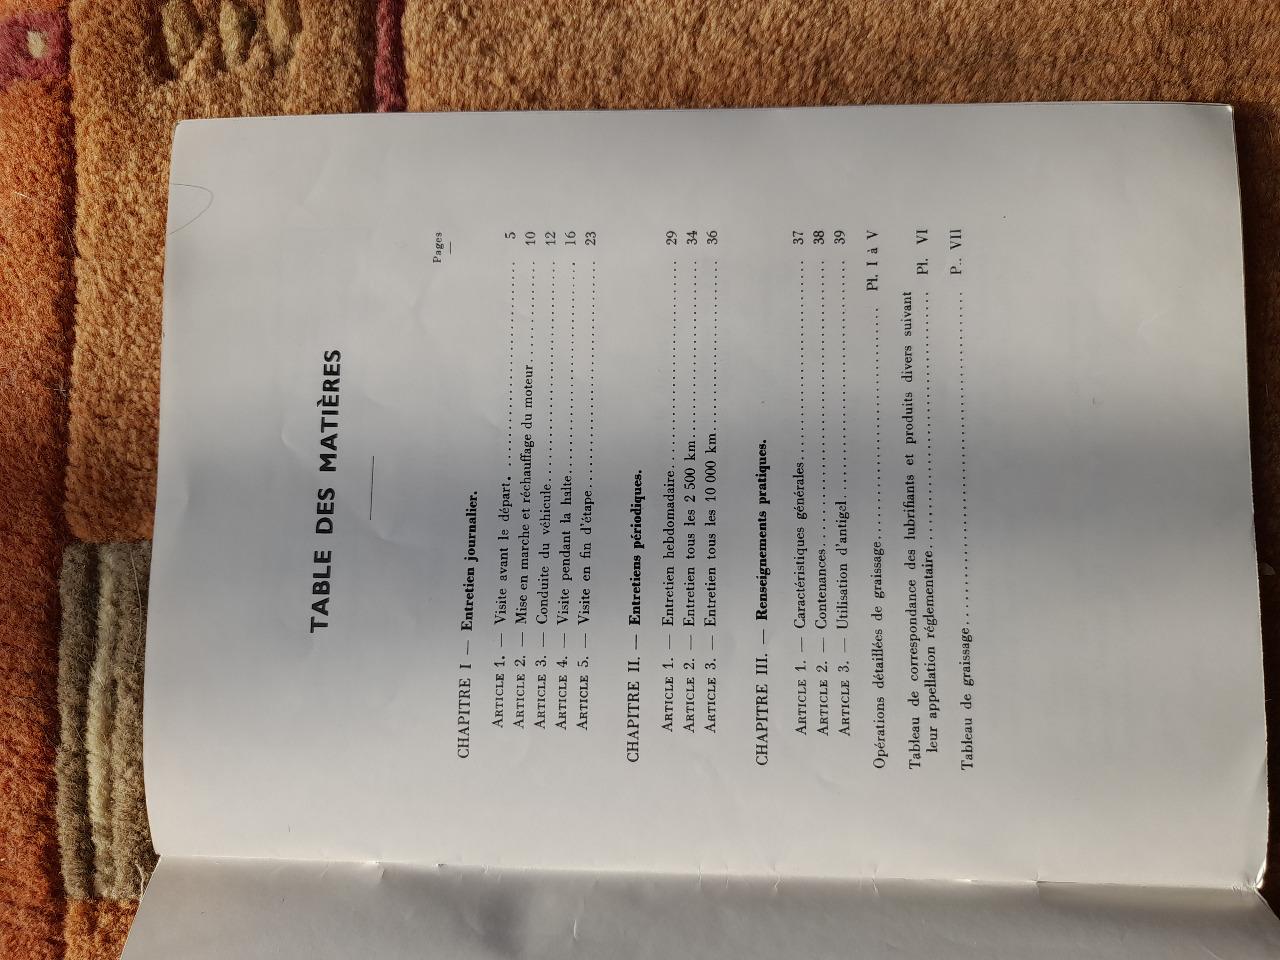 TABLE DES MATIÈRES
Pages
CHAPITRE I — Entretien journalier.
ARTICLE 1. — Visite avant le départ. .............................. 5
ARTICLE 2. — Mise en marche et réchauffage du moteur............ 10
ARTICLE 3. — Conduite du véhicule.............................. 12
ARTICLE 4. — Visite pendant la halte.............................. 16
ARTICLE 5. — Visite en fin d'étape.............................. 23
CHAPITRE II. — Entretiens périodiques.
ARTICLE 1. — Entretien hebdomadaire.............................. 29
ARTICLE 2. — Entretien tous les 2 500 km......................... 34
ARTICLE 3. — Entretien tous les 10 000 km........................ 36
CHAPITRE III. — Renseignements pratiques.
ARTICLE 1. — Caractéristiques générales.......................... 37
ARTICLE 2. — Contenances........................................ 38
ARTICLE 3. — Utilisation d'antigel.............................. 39
Opérations détaillées de graissage.............................. Pl. I à V
Tableau de correspondance des lubrifiants et produits divers suivant
leur appellation réglementaire.............................. Pl. VI
Tableau de graissage........................................ P.. VII